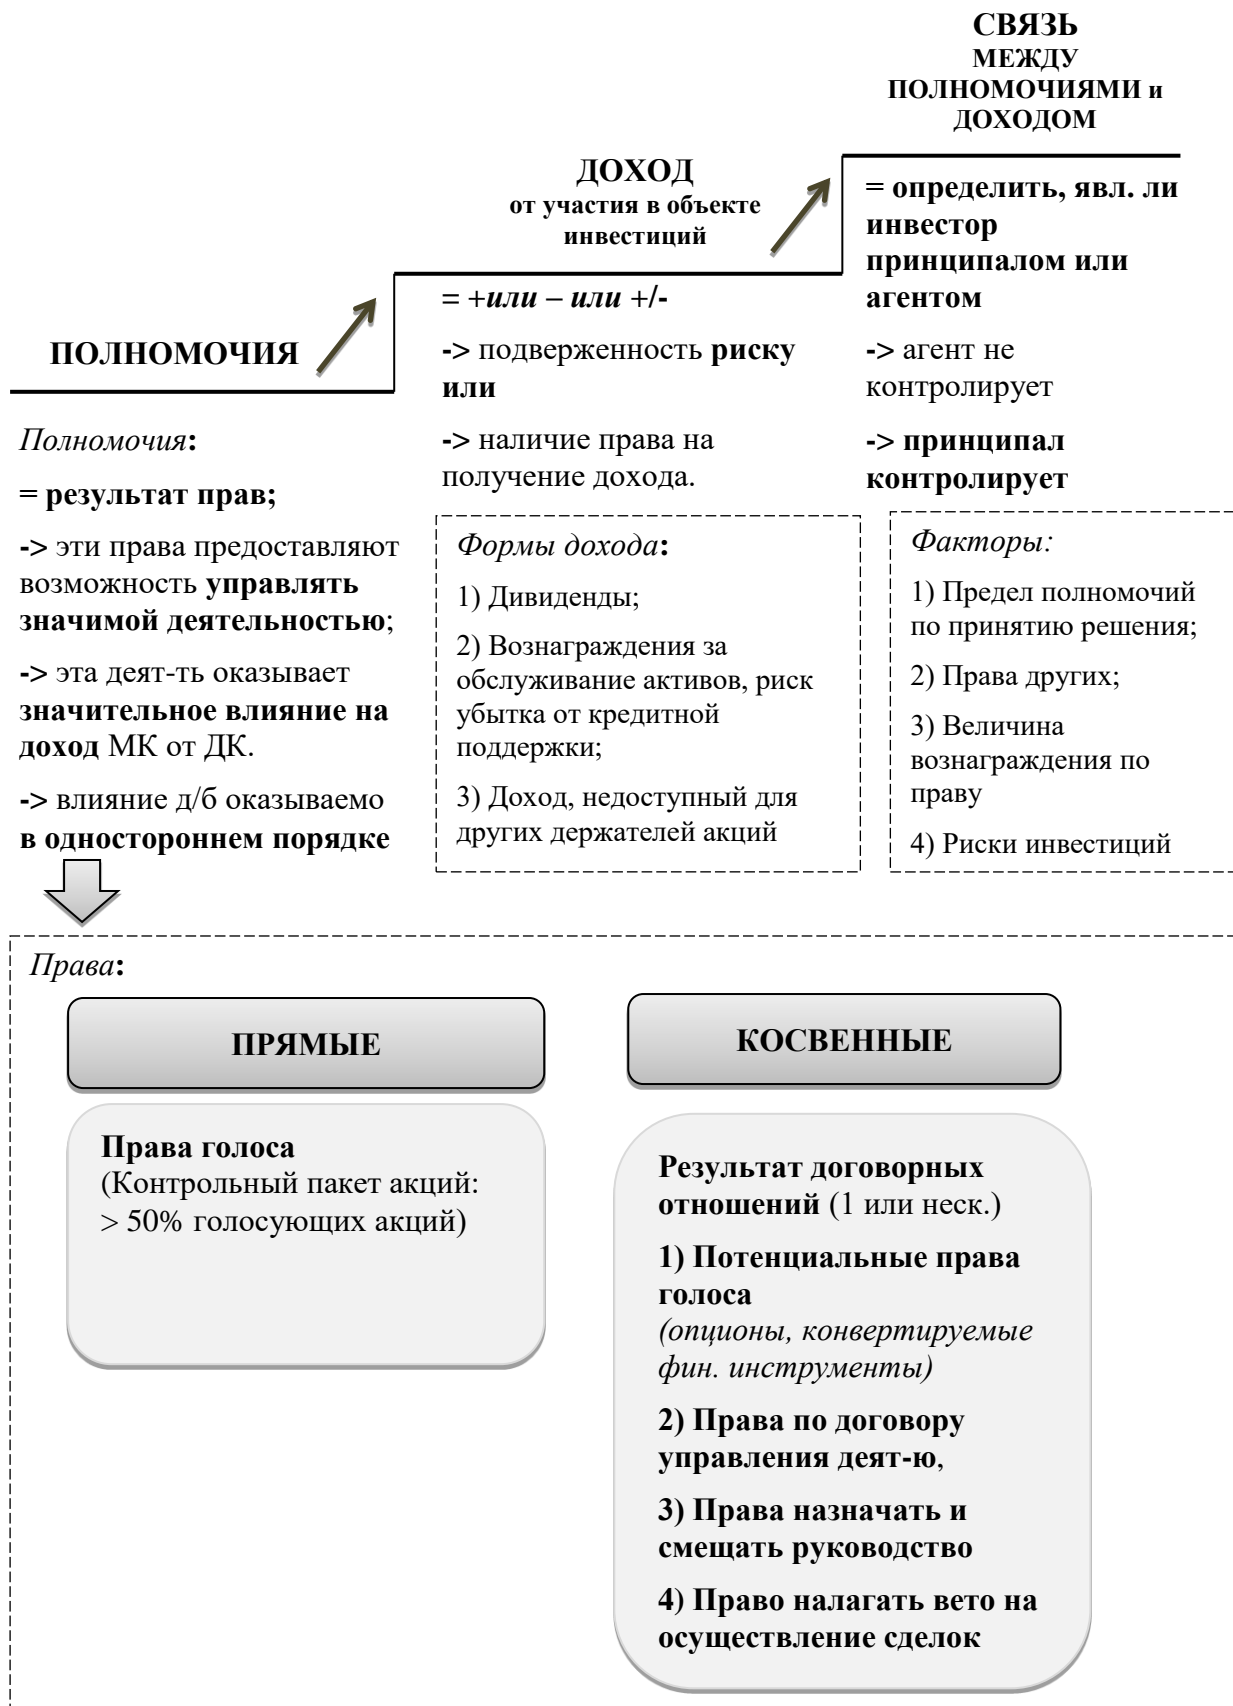 СВЯЗЬ
МЕЖДУ
ПОЛНОМОЧИЯМИ и
ДОХОДОМ
ДОХОД
от участия в объекте
инвестиций
ПОЛНОМОЧИЯ
Полномочия:
= результат прав;
-> эти права предоставляют
возможность управлять
значимой деятельностью;
-> эта деят-ть оказывает
значительное влияние на
доход МК от ДК.
-> влияние д/б оказываемо
в одностороннем порядке
= +или – или +/-
-> подверженность риску
или
-> наличие права на
получение дохода.
Формы дохода:
1) Дивиденды;
2) Вознаграждения за
обслуживание активов, риск
убытка от кредитной
поддержки;
3) Доход, недоступный для
других держателей акций
= определить, явл. ли
инвестор
принципалом или
агентом
-> агент не
контролирует
-> принципал
контролирует
Факторы:
1) Предел полномочий
по принятию решения;
2) Права других;
3) Величина
вознаграждения по
праву
4) Риски инвестиций
Права:
ПРЯМЫЕ
Права голоса
(Контрольный пакет акций:
> 50% голосующих акций)
КОСВЕННЫЕ
Результат договорных
отношений (1 или неск.)
1) Потенциальные права
голоса
(опционы, конвертируемые
фин. инструменты)
2) Права по договору
управления деят-ю,
3) Права назначать и
смещать руководство
4) Право налагать вето на
осуществление сделок